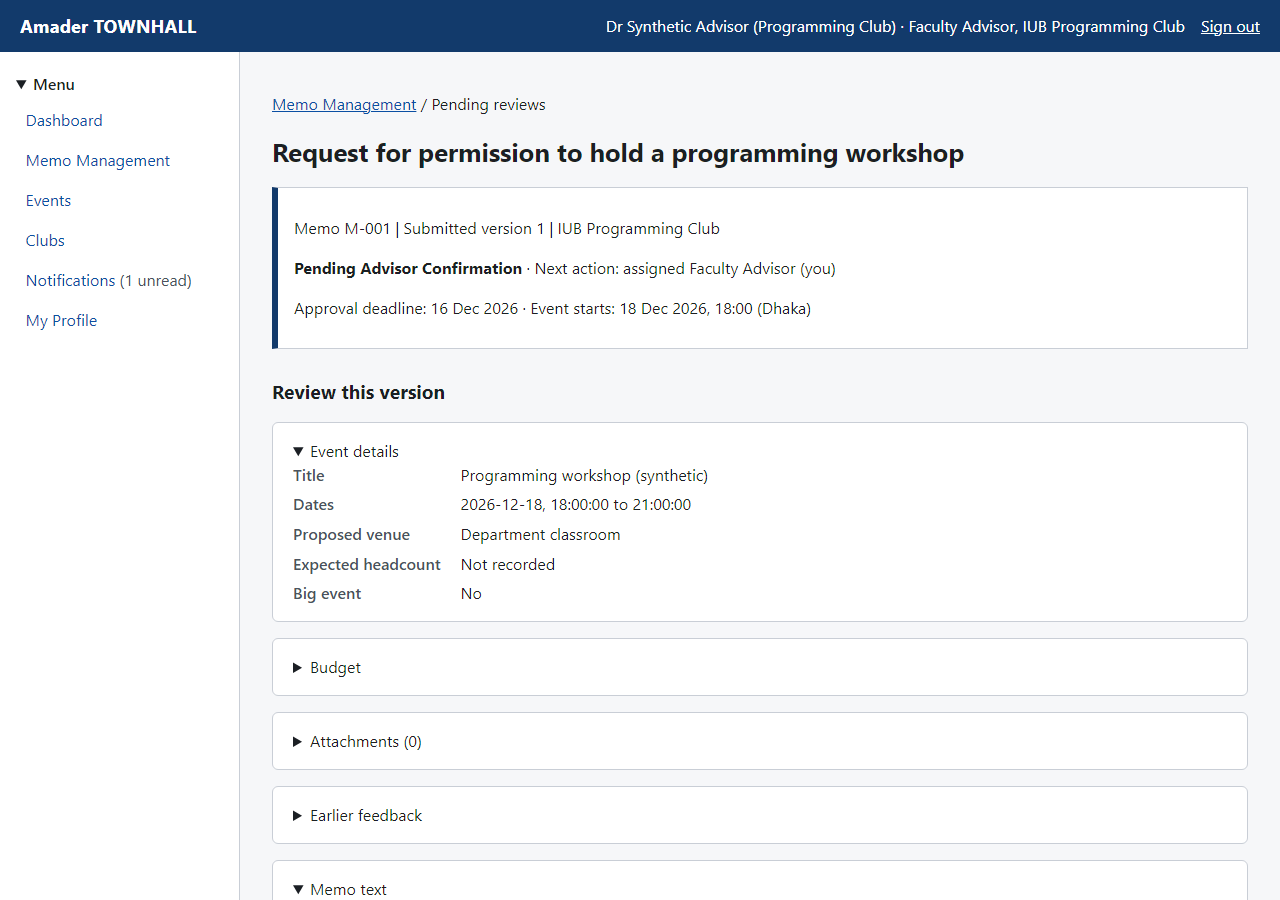 Amader TOWNHALL
Dr Synthetic Advisor (Programming Club) · Faculty Advisor, IUB Programming Club Sign out
Menu
Dashboard
Memo Management
Events
Clubs
Notifications (1 unread)
My Profile
Memo Management / Pending reviews
Request for permission to hold a programming workshop
Memo M-001 | Submitted version 1 | IUB Programming Club
Pending Advisor Confirmation · Next action: assigned Faculty Advisor (you)
Approval deadline: 16 Dec 2026 · Event starts: 18 Dec 2026, 18:00 (Dhaka)
Review this version
Event details
Title Programming workshop (synthetic)
Dates 2026-12-18, 18:00:00 to 21:00:00
Proposed venue Department classroom
Expected headcount Not recorded
Big event No
Budget
Attachments (0)
Earlier feedback
Memo text